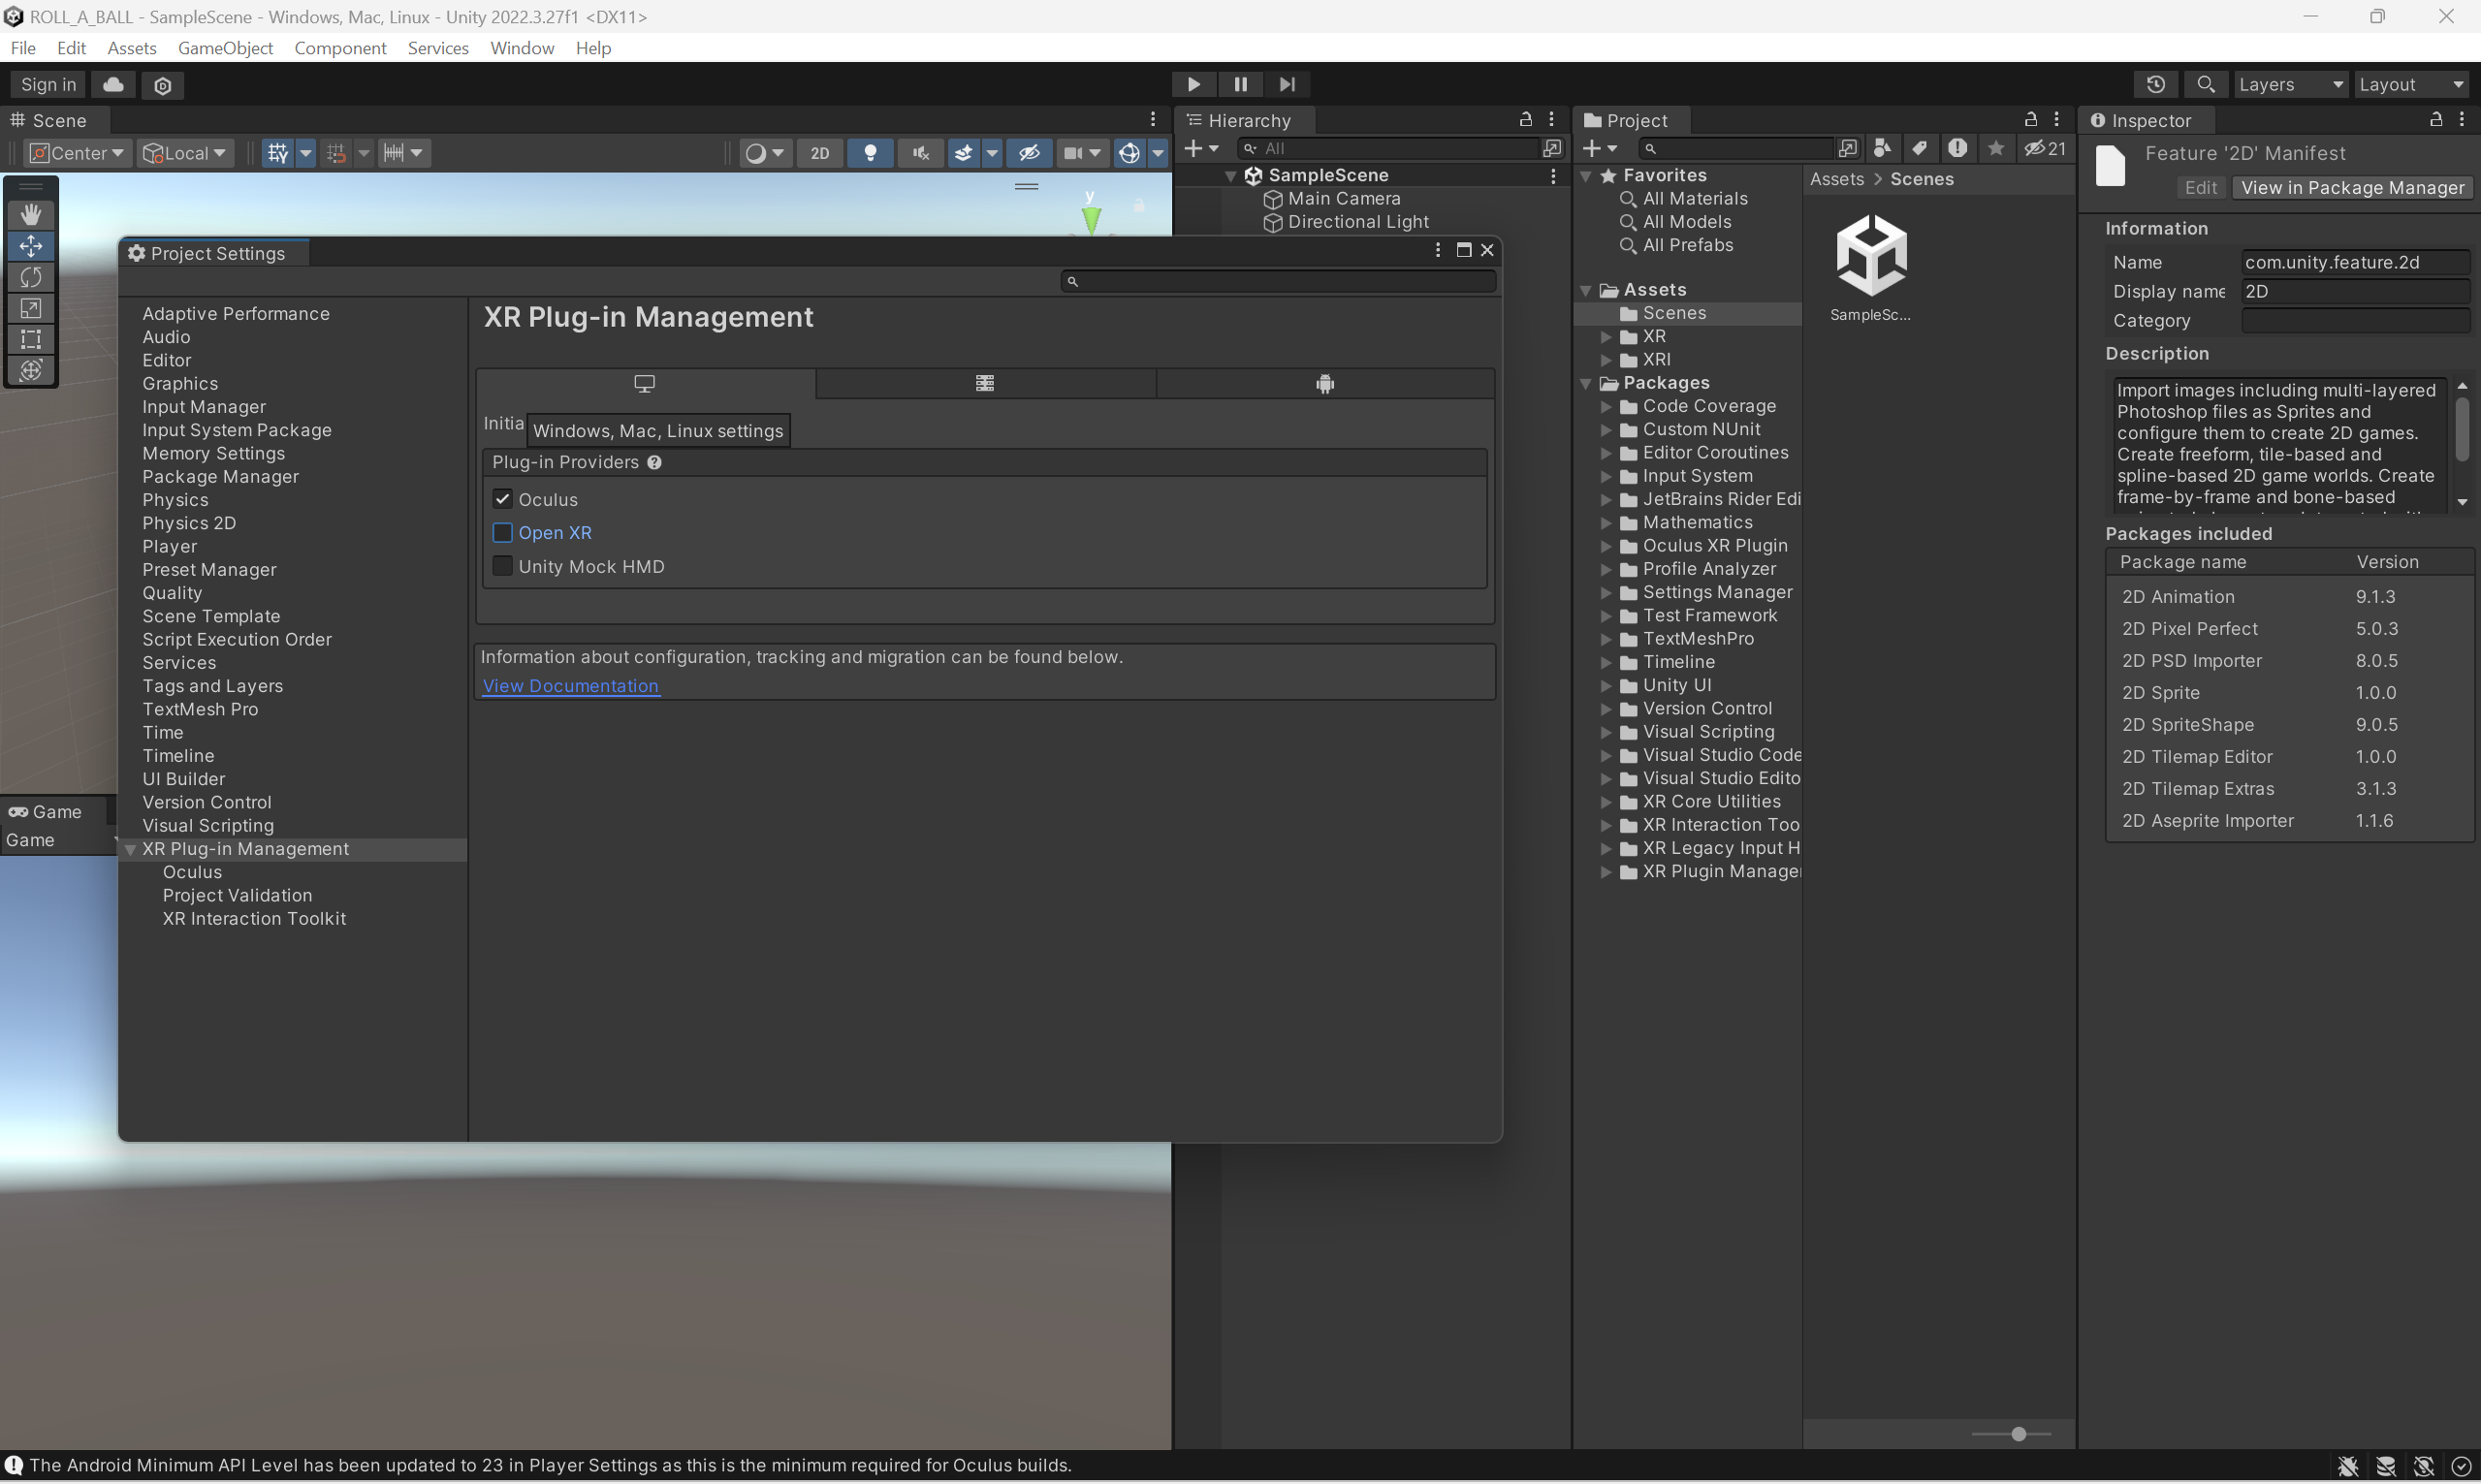 ROLL_A_BALL - SampleScene - Windows, Mac, Linux - Unity 2022.3.27f1 <DX11>
File Edit Assets GameObject Component Services Window Help
Sign in
Layers
Layout
Scene
Center
Local
2D
y
Project Settings
Adaptive Performance
Audio
Editor
Graphics
Input Manager
Input System Package
Memory Settings
Package Manager
Physics
Physics 2D
Player
Preset Manager
Quality
Scene Template
Script Execution Order
Services
Tags and Layers
TextMesh Pro
Time
Timeline
UI Builder
Version Control
Visual Scripting
XR Plug-in Management
Oculus
Project Validation
XR Interaction Toolkit
XR Plug-in Management
Initia
Windows, Mac, Linux settings
Plug-in Providers
Oculus
Open XR
Unity Mock HMD
Information about configuration, tracking and migration can be found below.
View Documentation
Game
Game
Hierarchy
All
SampleScene
Main Camera
Directional Light
Project
21
Favorites
All Materials
All Models
All Prefabs
Assets
Scenes
XR
XRI
Packages
Code Coverage
Custom NUnit
Editor Coroutines
Input System
JetBrains Rider Edi
Mathematics
Oculus XR Plugin
Profile Analyzer
Settings Manager
Test Framework
TextMeshPro
Timeline
Unity UI
Version Control
Visual Scripting
Visual Studio Code
Visual Studio Edito
XR Core Utilities
XR Interaction Too
XR Legacy Input H
XR Plugin Manage
Assets > Scenes
SampleSc...
Inspector
Feature '2D' Manifest
Edit
View in Package Manager
Information
Name com.unity.feature.2d
Display name 2D
Category
Description
Import images including multi-layered
Photoshop files as Sprites and
configure them to create 2D games.
Create freeform, tile-based and
spline-based 2D game worlds. Create
frame-by-frame and bone-based
Packages included
Package name Version
2D Animation 9.1.3
2D Pixel Perfect 5.0.3
2D PSD Importer 8.0.5
2D Sprite 1.0.0
2D SpriteShape 9.0.5
2D Tilemap Editor 1.0.0
2D Tilemap Extras 3.1.3
2D Aseprite Importer 1.1.6
The Android Minimum API Level has been updated to 23 in Player Settings as this is the minimum required for Oculus builds.